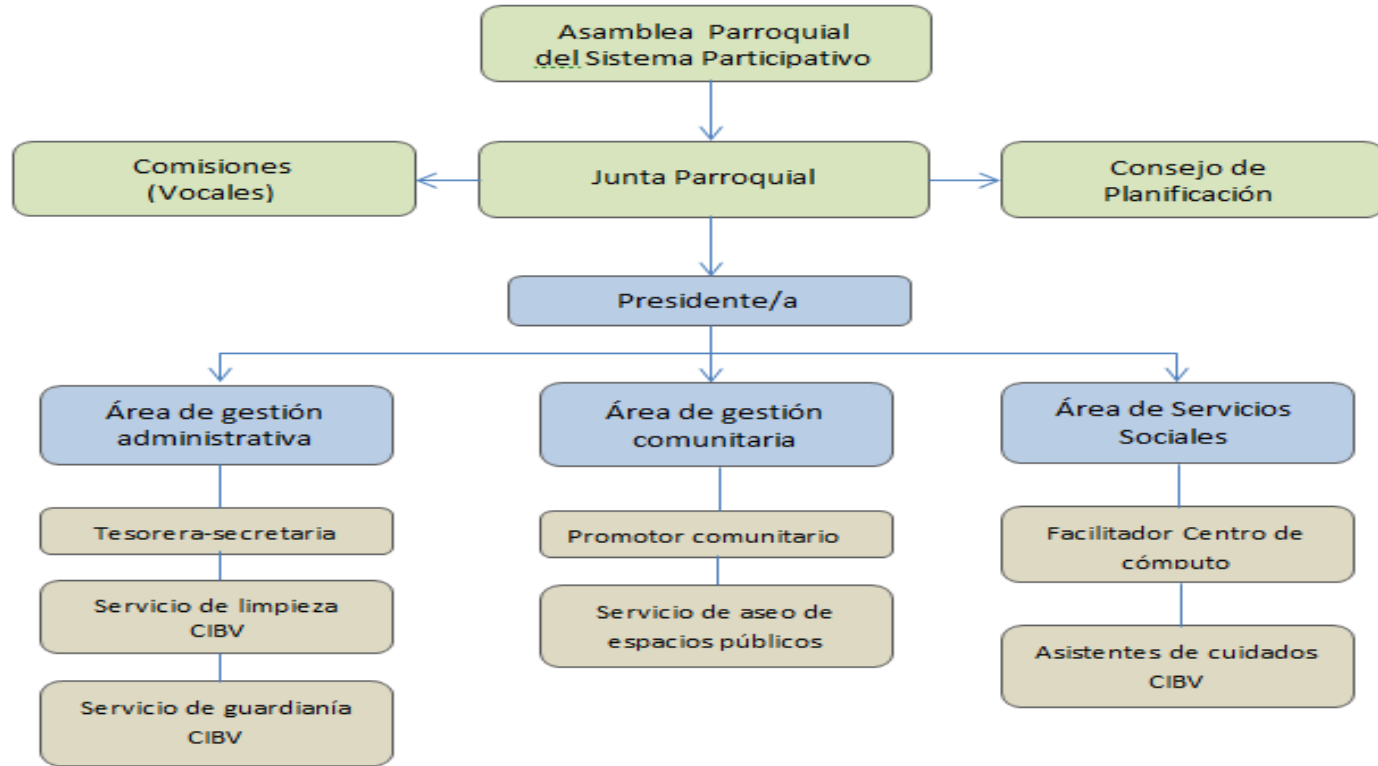 Asamblea Parroquial
del Sistema Participativo
Comisiones
(Vocales)
Junta Parroquial
Consejo de
Planificación
Presidente/a
Área de gestión
administrativa
Área de gestión
comunitaria
Área de Servicios
Sociales
Tesorera-secretaria
Promotor comunitario
Facilitador Centro de
cómputo
Servicio de limpieza
CIBV
Servicio de aseo de
espacios públicos
Asistentes de cuidados
CIBV
Servicio de guardianía
CIBV